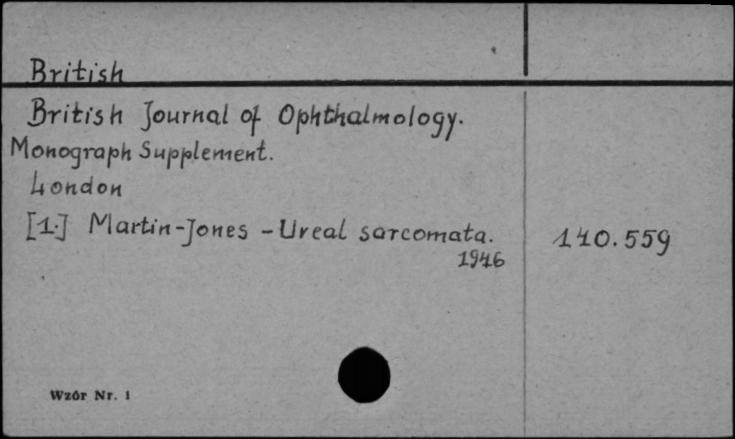 British
British Journal of Ophthalmology.
Monograph Supplement.
London
[1.] Martin-Jones - Uveal sarcomata. 140.559
1946
Wzór Nr. 1